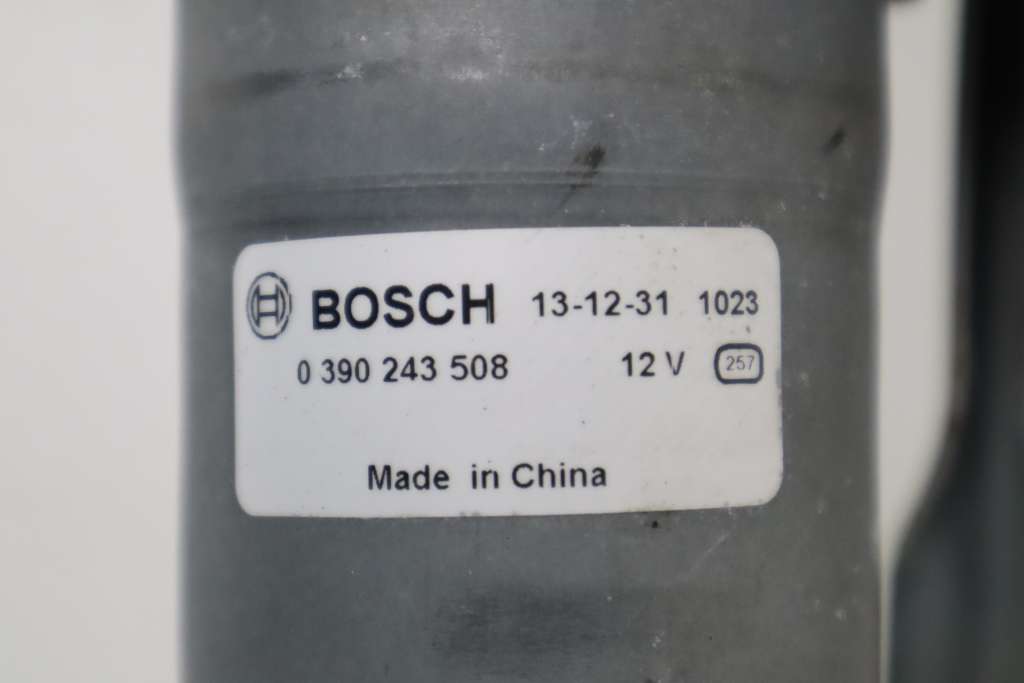 BOSCH 13-12-31 1023
0 390 243 508 12 V 257
Made in China